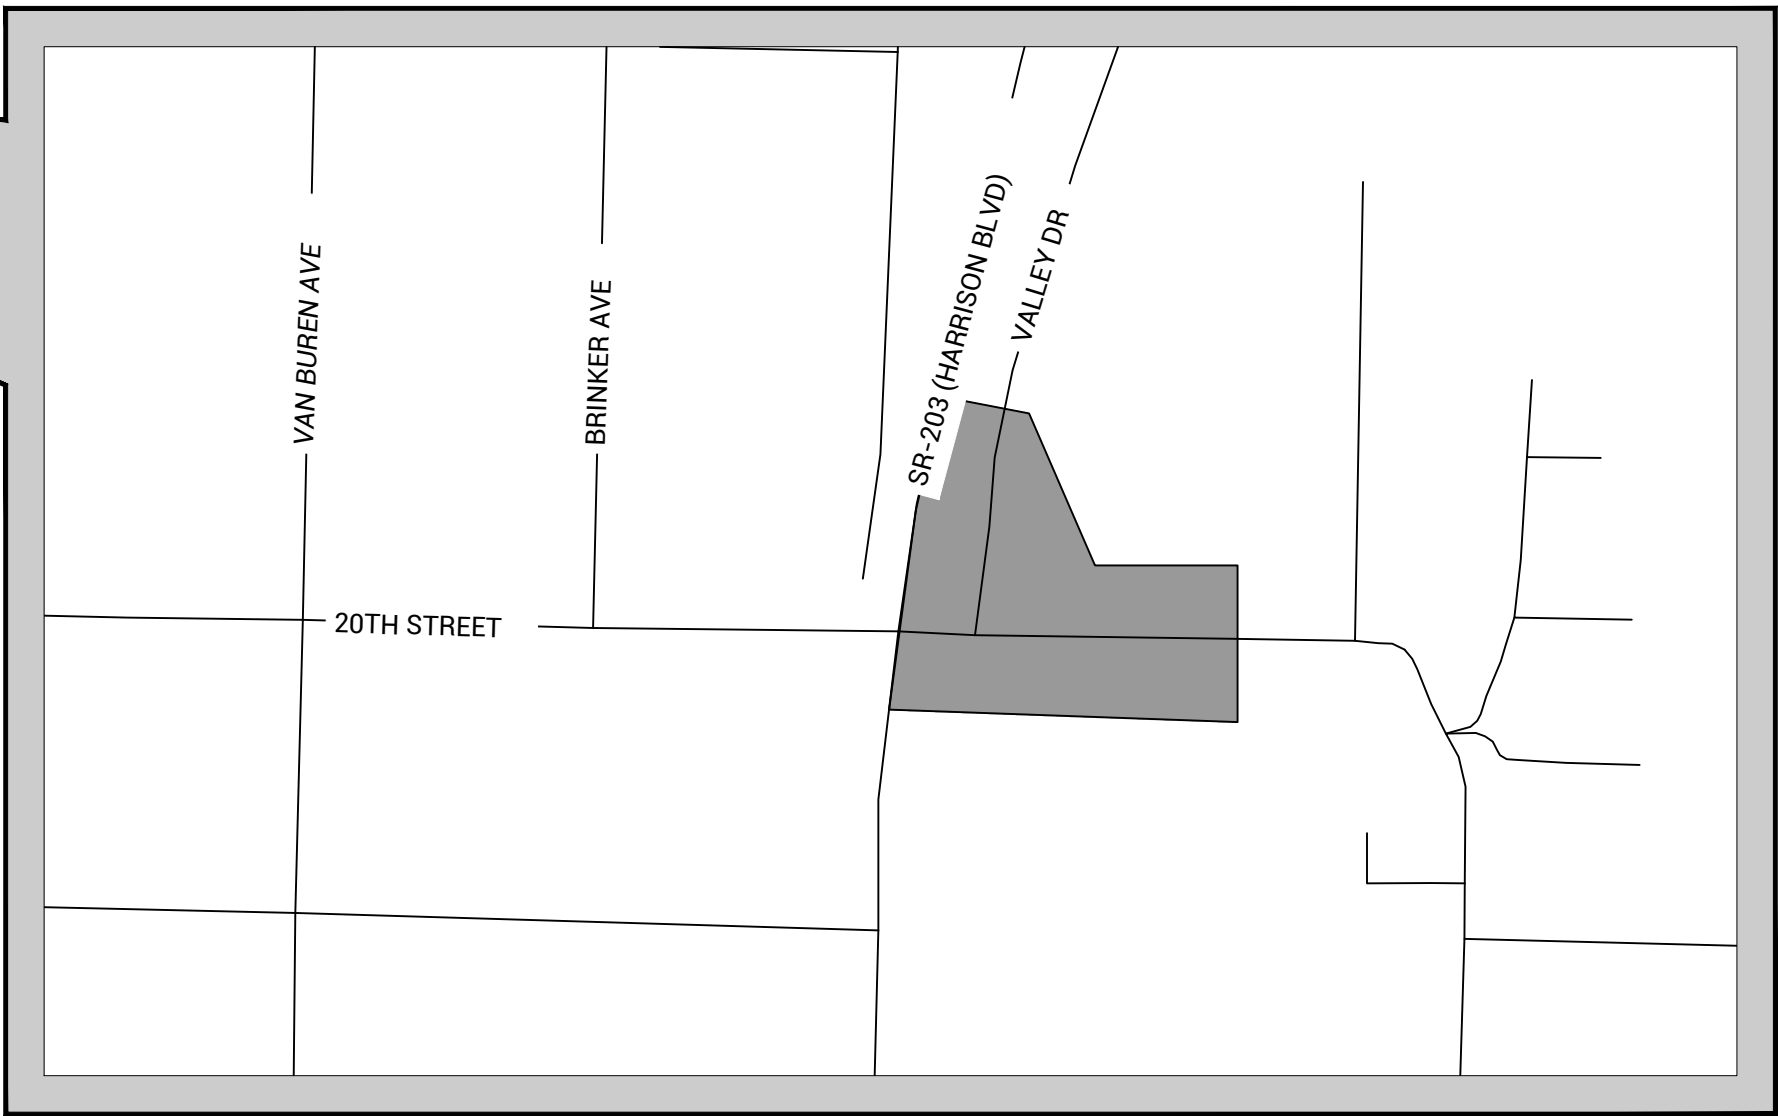 VAN BUREN AVE
BRINKER AVE
SR-203 (HARRISON BLVD)
VALLEY DR
20TH STREET